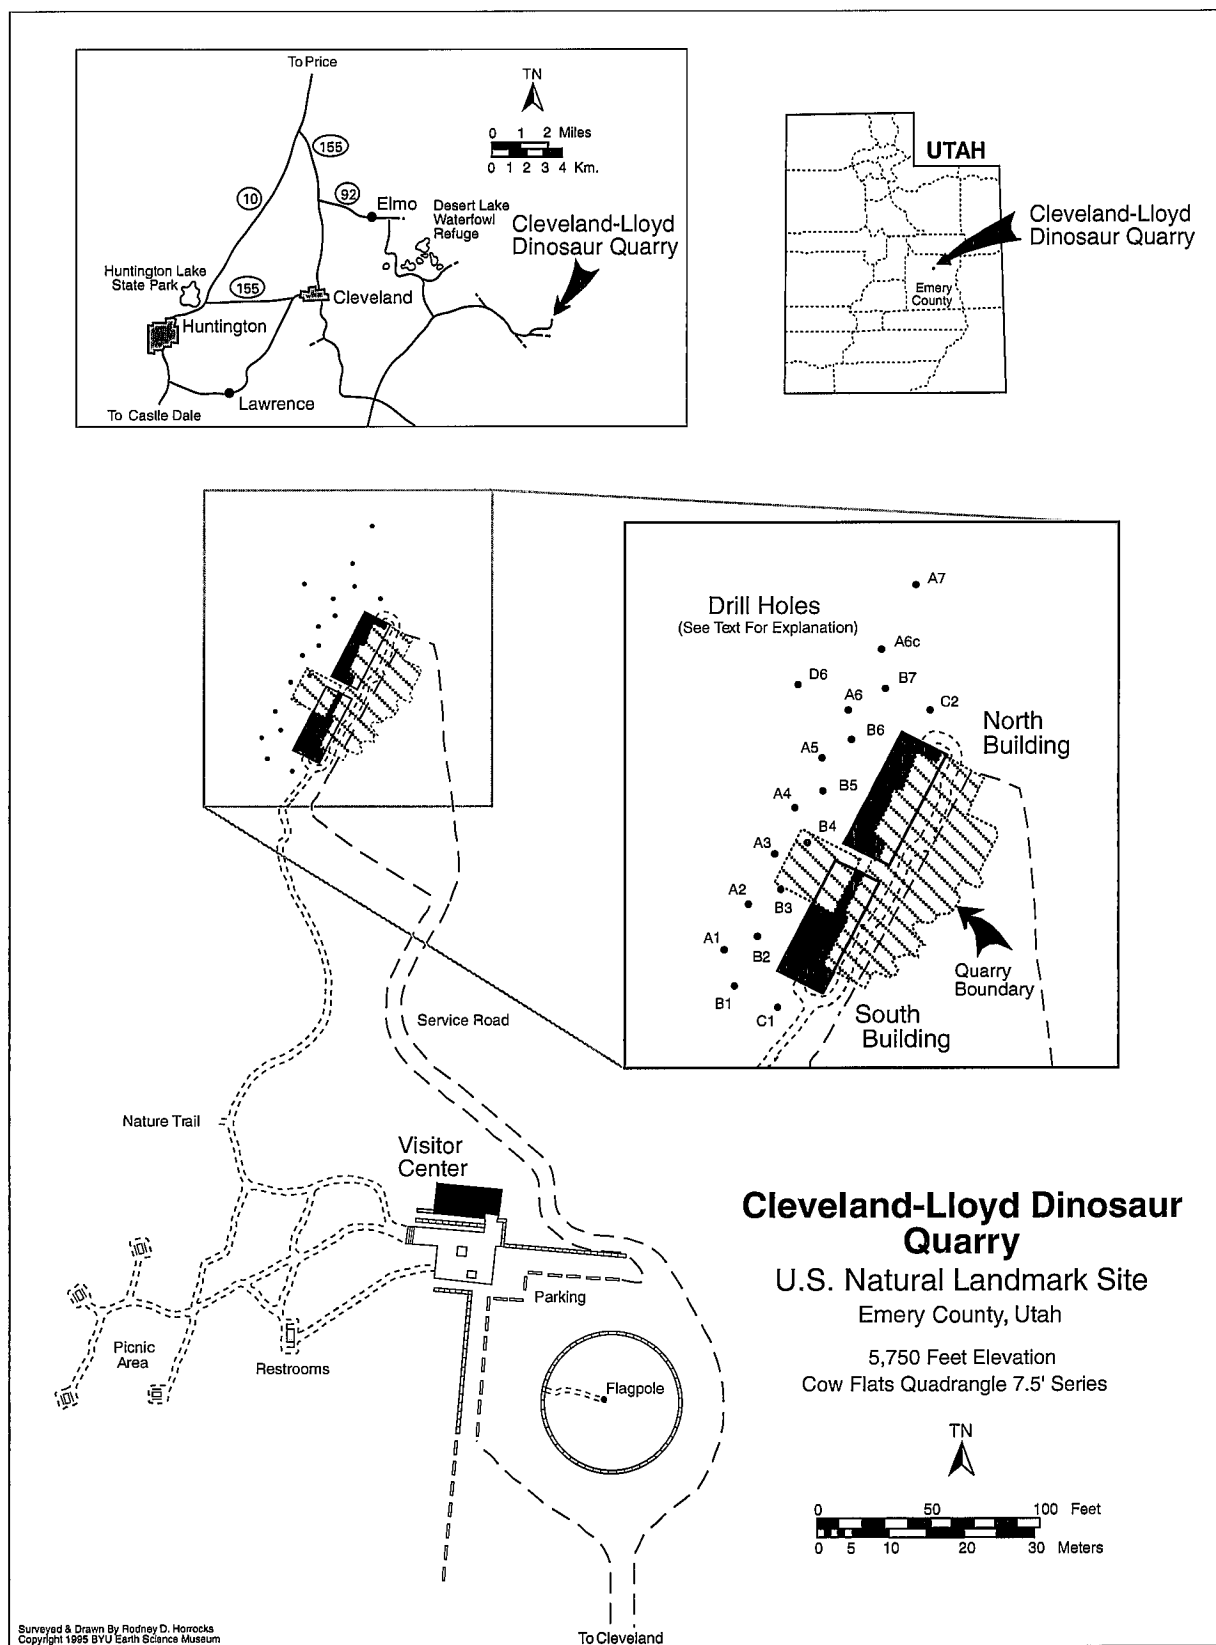 To Price
TN
0 1 2 Miles
0 1 2 3 4 Km.
155
10
92
Elmo
Desert Lake
Waterfowl
Refuge
Cleveland-Lloyd
Dinosaur Quarry
Huntington Lake
State Park
155
Cleveland
Huntington
Lawrence
To Castle Dale
UTAH
Cleveland-Lloyd
Dinosaur Quarry
Emery
County
Drill Holes
(See Text For Explanation)
A7
A6c
D6
B7
A6
C2
B6
A5
B5
A4
B4
A3
A2
B3
A1
B2
B1
C1
North
Building
Quarry
Boundary
South
Building
Service Road
Nature Trail
Visitor
Center
Parking
Picnic
Area
Restrooms
Flagpole
To Cleveland
Cleveland-Lloyd Dinosaur
Quarry
U.S. Natural Landmark Site
Emery County, Utah
5,750 Feet Elevation
Cow Flats Quadrangle 7.5' Series
TN
0 50 100 Feet
0 5 10 20 30 Meters
Surveyed & Drawn By Rodney D. Horrocks
Copyright 1995 BYU Earth Science Museum